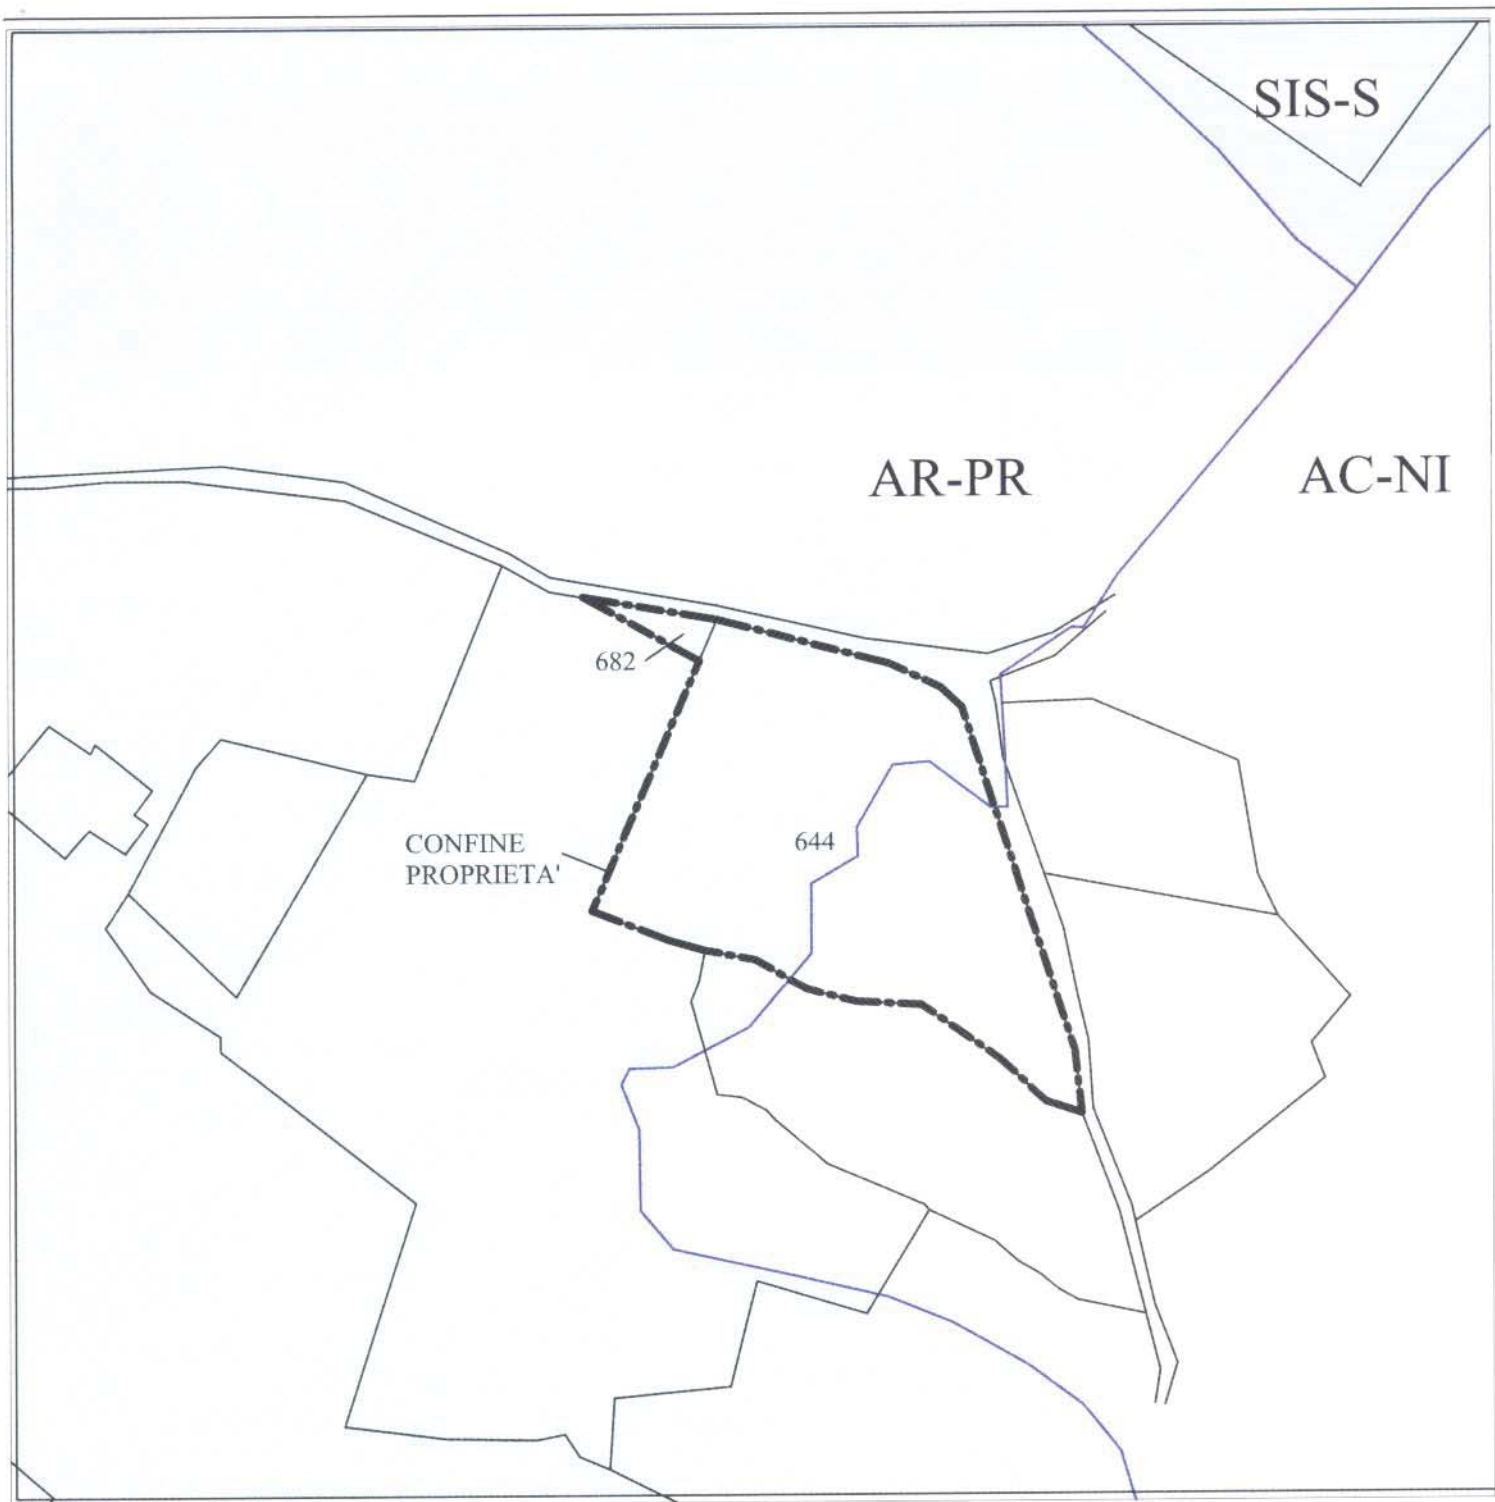 SIS-S
AR-PR
AC-NI
682
CONFINE
PROPRIETA'
644